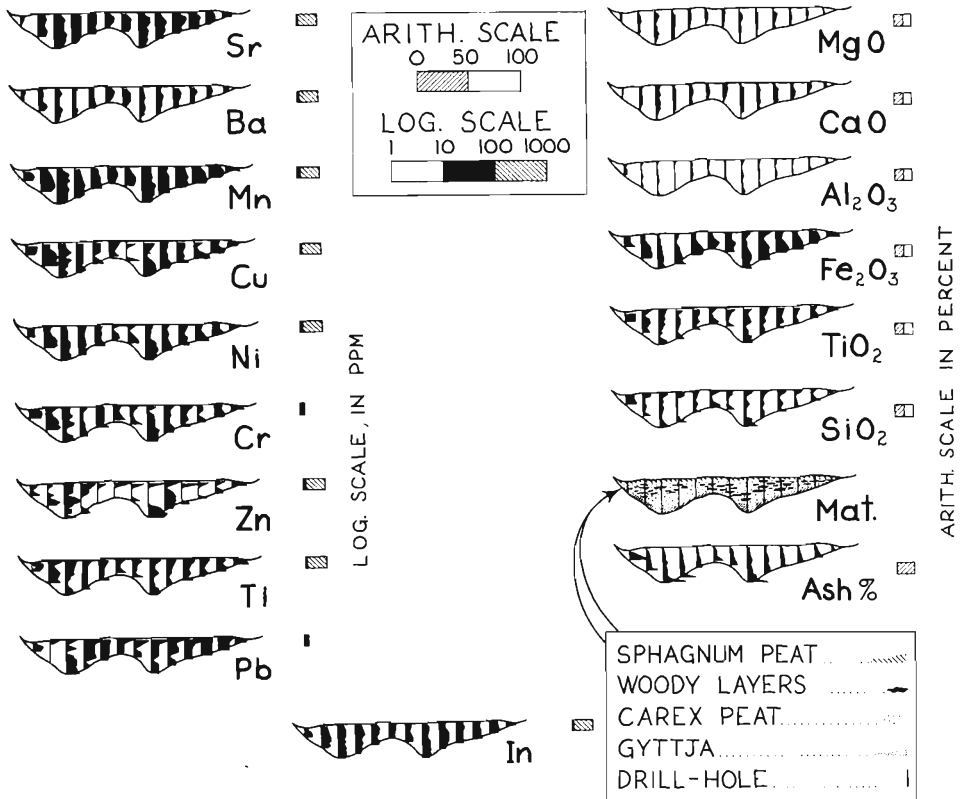 Sr
Ba
Mn
Cu
Ni
Cr
Zn
Ti
Pb
LOG. SCALE, IN PPM
ARITH. SCALE
0 50 100
LOG. SCALE
1 10 100 1000
MgO
CaO
Al₂O₃
Fe₂O₃
TiO₂
SiO₂
Mat.
Ash %
ARITH. SCALE IN PERCENT
In
SPHAGNUM PEAT
WOODY LAYERS
CAREX PEAT
GYTTJA
DRILL-HOLE